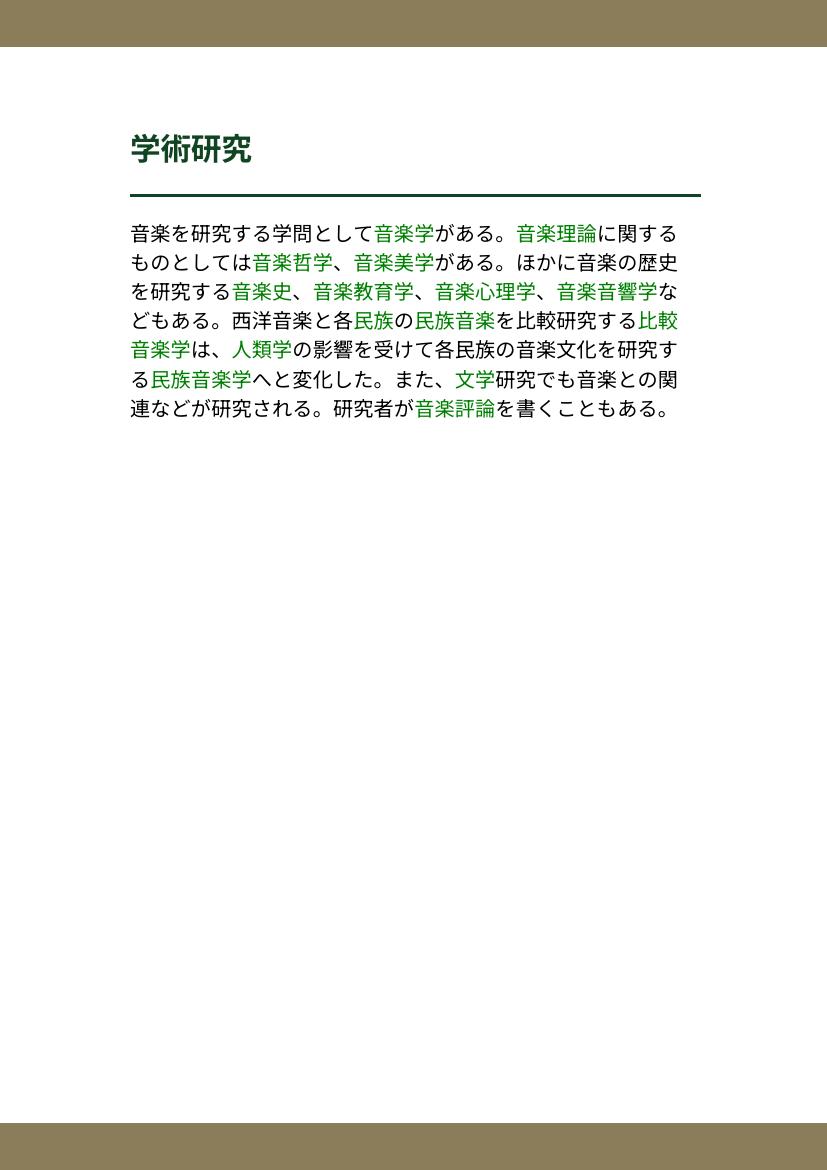 学術研究
音楽を研究する学問として音楽学がある。音楽理論に関する
ものとしては音楽哲学、音楽美学がある。ほかに音楽の歴史
を研究する音楽史、音楽教育学、音楽心理学、音楽音響学な
どもある。西洋音楽と各民族の民族音楽を比較研究する比較
音楽学は、人類学の影響を受けて各民族の音楽文化を研究す
る民族音楽学へと変化した。また、文学研究でも音楽との関
連などが研究される。研究者が音楽評論を書くこともある。